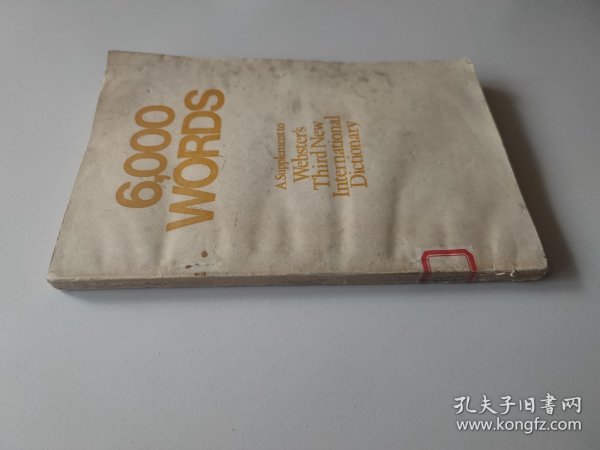 6,000
WORDS
A Supplement to
Webster's
Third New
International
Dictionary
孔夫子旧书网
www.kongfz.com